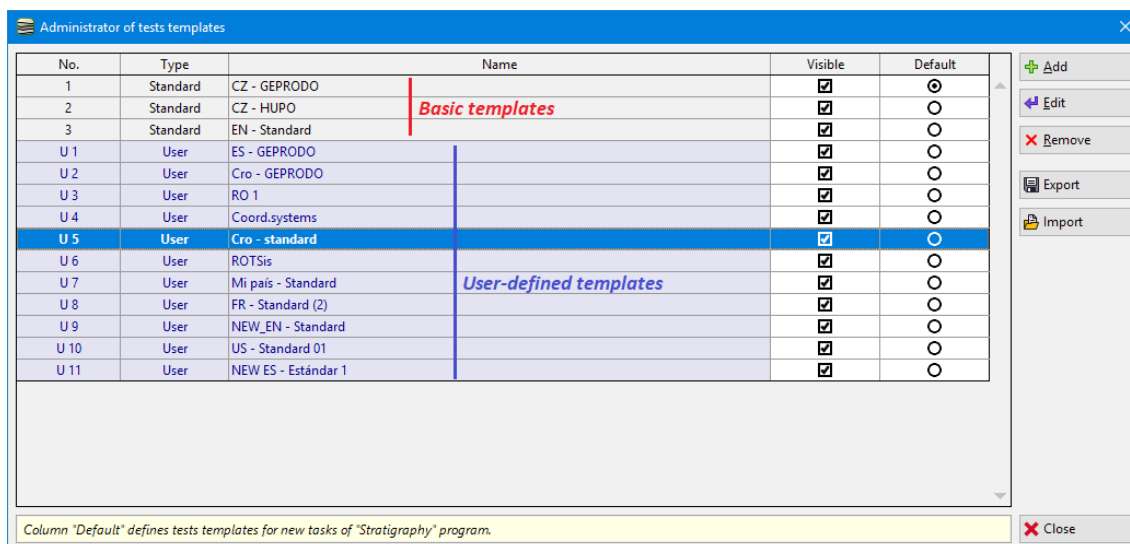 Administrator of tests templates
No. Type Name Visible Default
1 Standard CZ - GEPRODO
2 Standard CZ - HUPO
3 Standard EN - Standard
Basic templates
U 1 User ES - GEPRODO
U 2 User Cro - GEPRODO
U 3 User RO 1
U 4 User Coord.systems
U 5 User Cro - standard
U 6 User ROTSis
U 7 User Mi país - Standard
User-defined templates
U 8 User FR - Standard (2)
U 9 User NEW_EN - Standard
U 10 User US - Standard 01
U 11 User NEW ES - Estándar 1
Add
Edit
Remove
Export
Import
Column "Default" defines tests templates for new tasks of "Stratigraphy" program.
Close